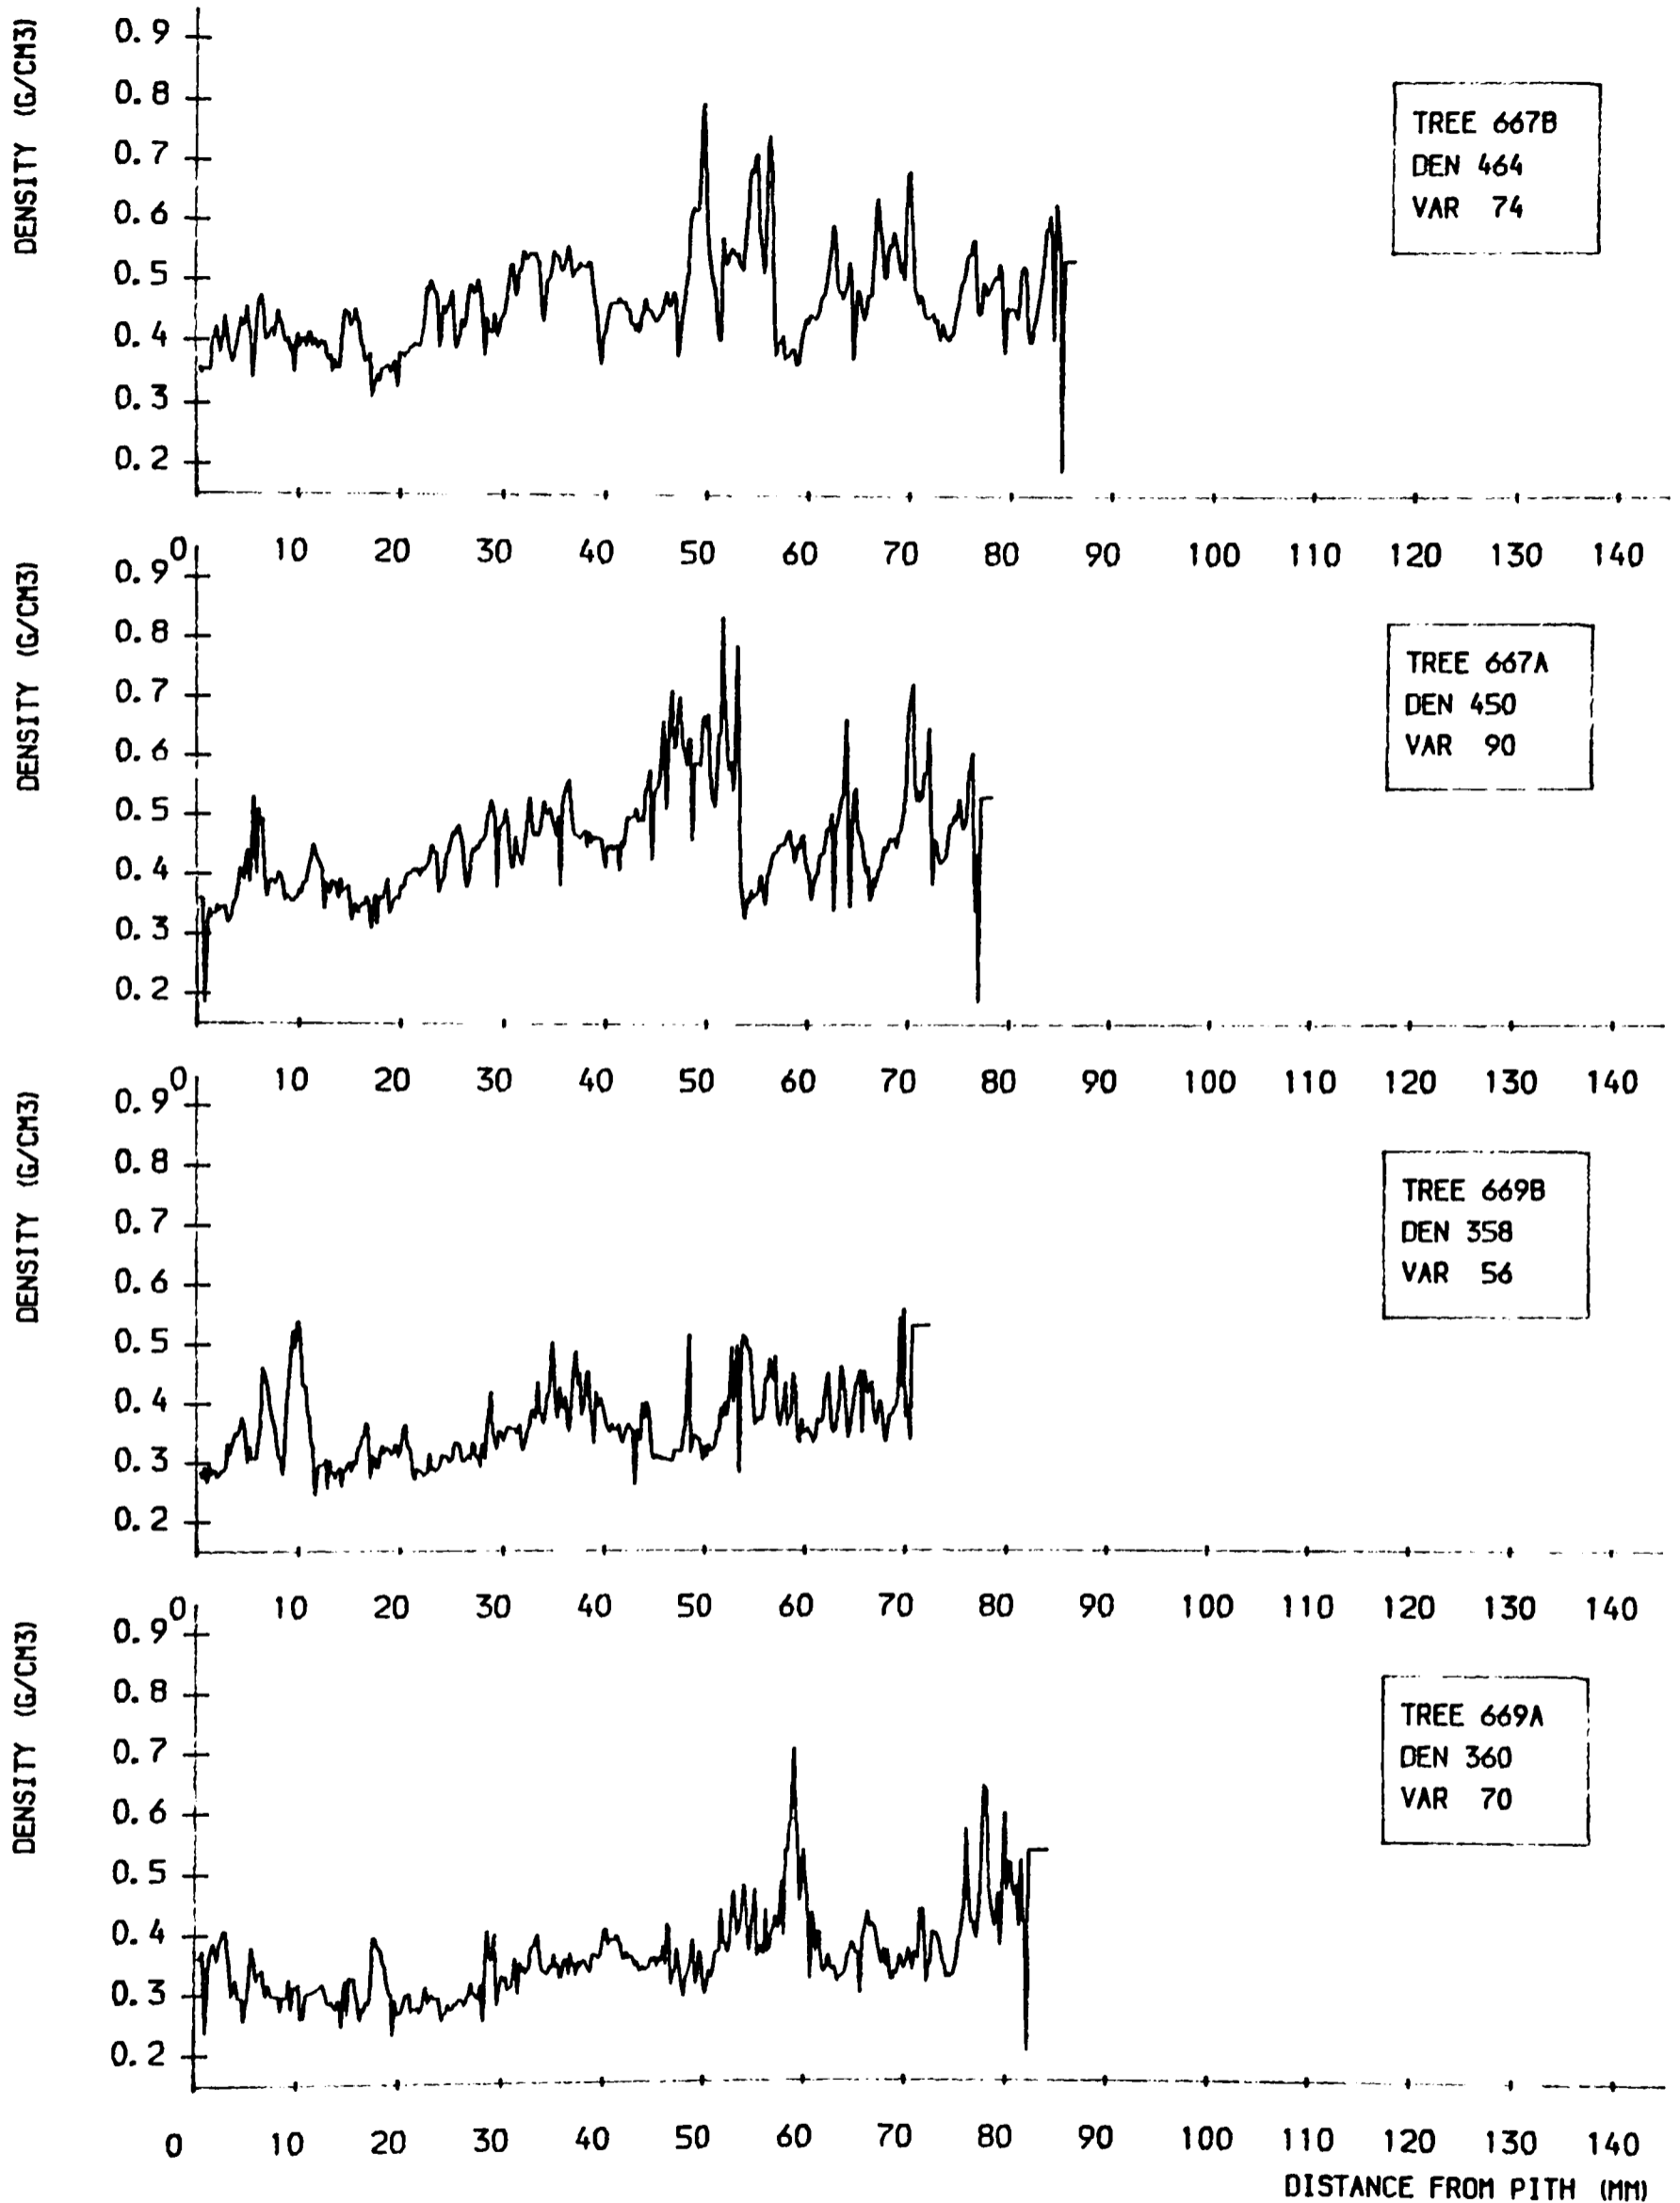 DENSITY (G/CM3)
0.9
0.8
0.7
0.6
0.5
0.4
0.3
0.2
TREE 667B
DEN 464
VAR 74
0 10 20 30 40 50 60 70 80 90 100 110 120 130 140
DENSITY (G/CM3)
0.9
0.8
0.7
0.6
0.5
0.4
0.3
0.2
TREE 667A
DEN 450
VAR 90
0 10 20 30 40 50 60 70 80 90 100 110 120 130 140
DENSITY (G/CM3)
0.9
0.8
0.7
0.6
0.5
0.4
0.3
0.2
TREE 669B
DEN 358
VAR 56
0 10 20 30 40 50 60 70 80 90 100 110 120 130 140
DENSITY (G/CM3)
0.9
0.8
0.7
0.6
0.5
0.4
0.3
0.2
TREE 669A
DEN 360
VAR 70
0 10 20 30 40 50 60 70 80 90 100 110 120 130 140
DISTANCE FROM PITH (MM)